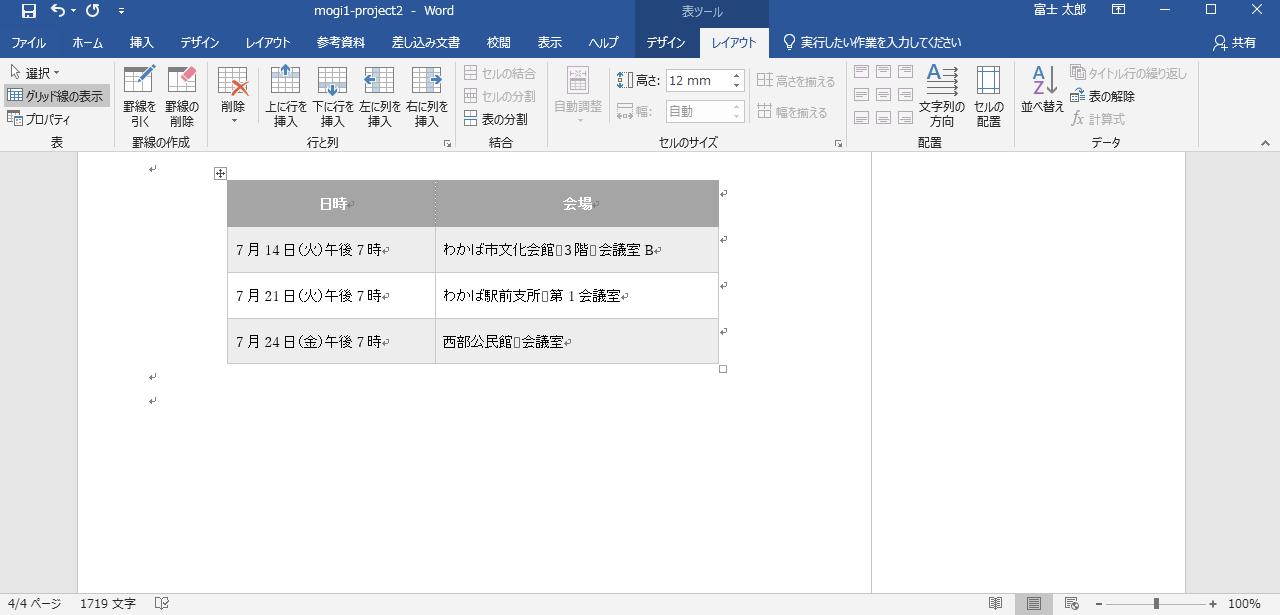 mogi1-project2 - Word
表ツール
富士 太郎
ファイル ホーム 挿入 デザイン レイアウト 参考資料 差し込み文書 校閲 表示 ヘルプ デザイン レイアウト 実行したい作業を入力してください 共有
選択
グリッド線の表示
プロパティ
表
罫線を引く
罫線の削除
罫線の作成
削除
上に行を挿入
下に行を挿入
左に列を挿入
右に列を挿入
行と列
セルの結合
セルの分割
表の分割
結合
自動調整
高さ: 12 mm
幅: 自動
高さを揃える
幅を揃える
セルのサイズ
文字列の方向
セルの配置
配置
並べ替え
タイトル行の繰り返し
表の解除
fx 計算式
データ
日時 会場
7月14日(火)午後7時 わかば市文化会館□3階□会議室B
7月21日(火)午後7時 わかば駅前支所□第1会議室
7月24日(金)午後7時 西部公民館□会議室
4/4 ページ 1719 文字 100%